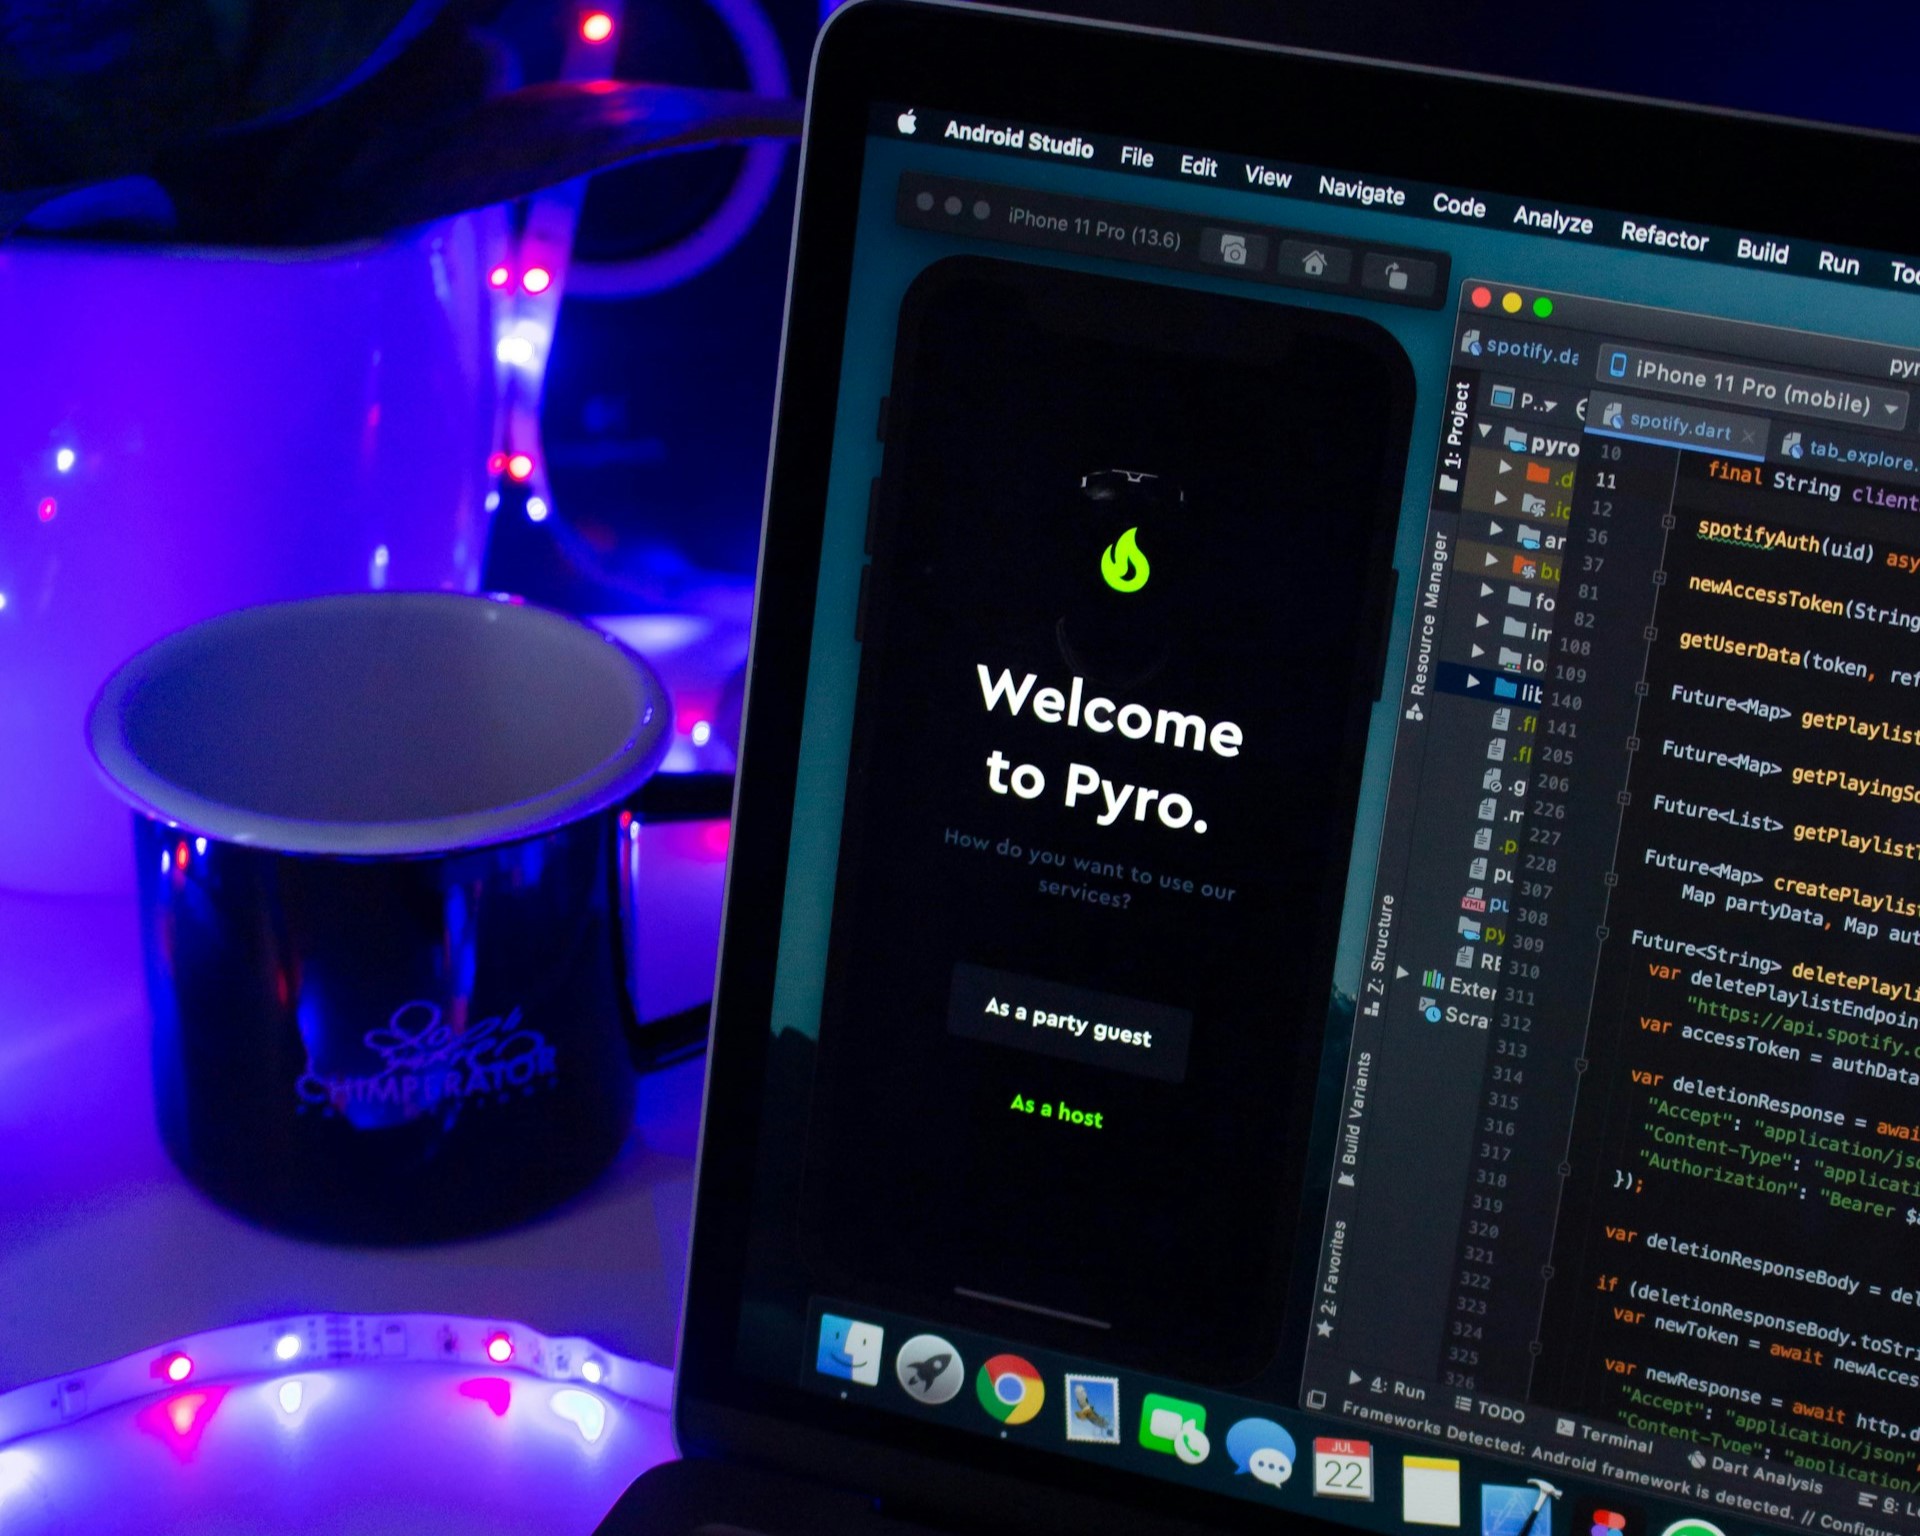 Android Studio File Edit View Navigate Code Analyze Refactor Build Run
iPhone 11 Pro (13.6)
Welcome
to Pyro.
How do you want to use our
services?
As a party guest
As a host
CHIMPERATOR
JUL
22
spotify.da
iPhone 11 Pro (mobile)
1: Project
Resource Manager
7: Structure
Build Variants
2: Favorites
P..
pyro
.d
ar
bu
fo
im
io
lib
.fl
.fl
.g
.m
.p
pu
YML pu
py
RE
Exter
Scra
spotify.dart tab_explore.
10
11 final String client
12
36 spotifyAuth(uid) asy
37
81 newAccessToken(String
82
108 getUserData(token, ref
109
140 Future<Map> getPlaylist
141
205 Future<Map> getPlayingSo
206
226 Future<List> getPlaylistT
227
228 Future<Map> createPlaylist
307 Map partyData, Map aut
308
309 Future<String> deletePlayli
310 var deletePlaylistEndpoin
311 "https://api.spotify.c
312 var accessToken = authData
313
314 var deletionResponse = awai
315 "Accept": "application/jso
316 "Content-Type": "applicati
317 "Authorization": "Bearer $a
318 });
319
320 var deletionResponseBody = del
321
322 if (deletionResponseBody.toStri
323 var newToken = await newAcces
324
325 var newResponse = await http.d
326 "Accept": "application/json",
"Content-Type": "application/
4: Run TODO Terminal Dart Analysis 6: Lo
Frameworks Detected: Android framework is detected. // Configure